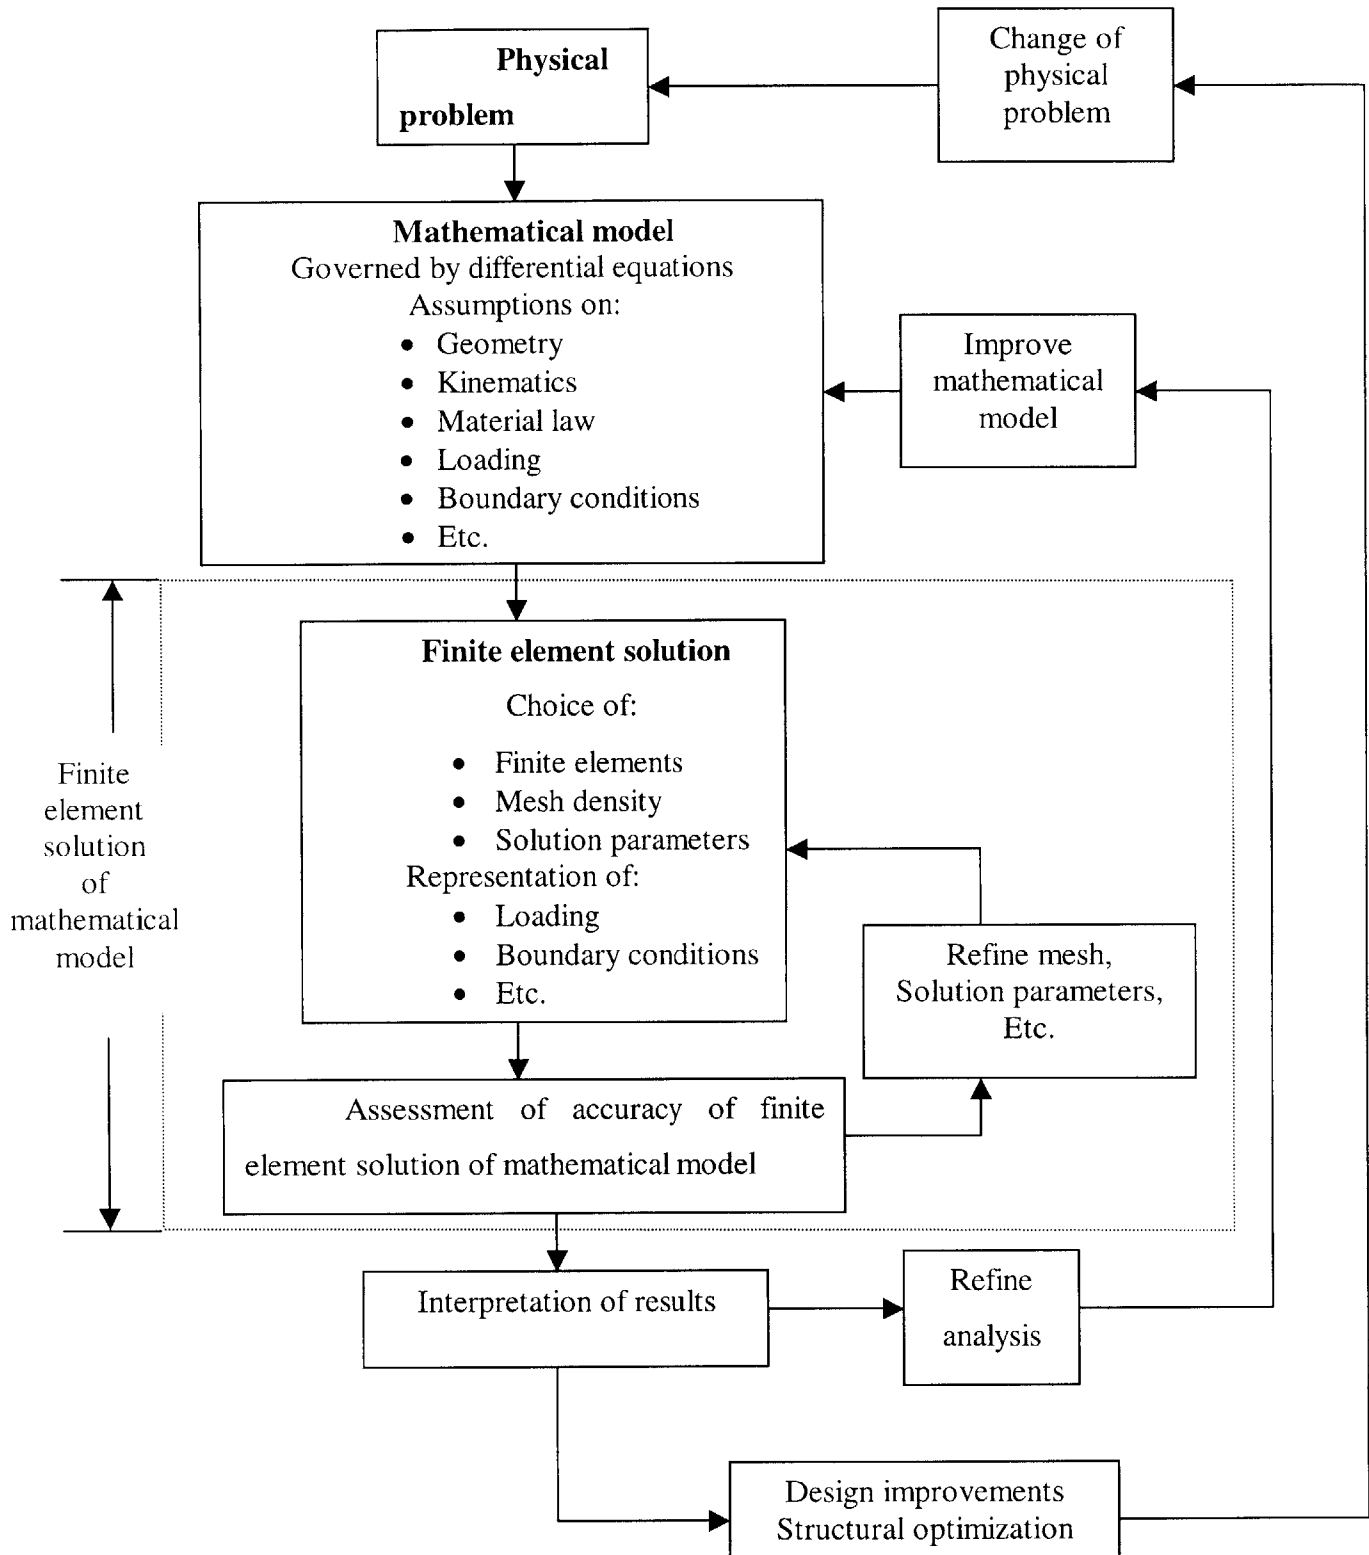 Physical
problem
Change of
physical
problem
Mathematical model
Governed by differential equations
Assumptions on:
• Geometry
• Kinematics
• Material law
• Loading
• Boundary conditions
• Etc.
Improve
mathematical
model
Finite element solution
Choice of:
• Finite elements
• Mesh density
• Solution parameters
Representation of:
• Loading
• Boundary conditions
• Etc.
Finite
element
solution
of
mathematical
model
Refine mesh,
Solution parameters,
Etc.
Assessment of accuracy of finite
element solution of mathematical model
Interpretation of results
Refine
analysis
Design improvements
Structural optimization